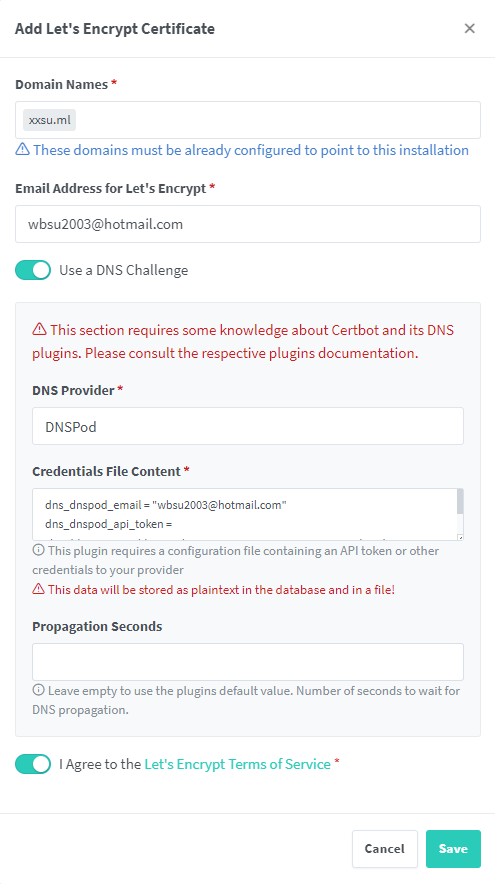 Add Let's Encrypt Certificate ×
Domain Names *
xxsu.ml
These domains must be already configured to point to this installation
Email Address for Let's Encrypt *
wbsu2003@hotmail.com
Use a DNS Challenge
This section requires some knowledge about Certbot and its DNS
plugins. Please consult the respective plugins documentation.
DNS Provider *
DNSPod
Credentials File Content *
dns_dnspod_email = "wbsu2003@hotmail.com"
dns_dnspod_api_token =
This plugin requires a configuration file containing an API token or other
credentials to your provider
This data will be stored as plaintext in the database and in a file!
Propagation Seconds
Leave empty to use the plugins default value. Number of seconds to wait for
DNS propagation.
I Agree to the Let's Encrypt Terms of Service *
Cancel Save